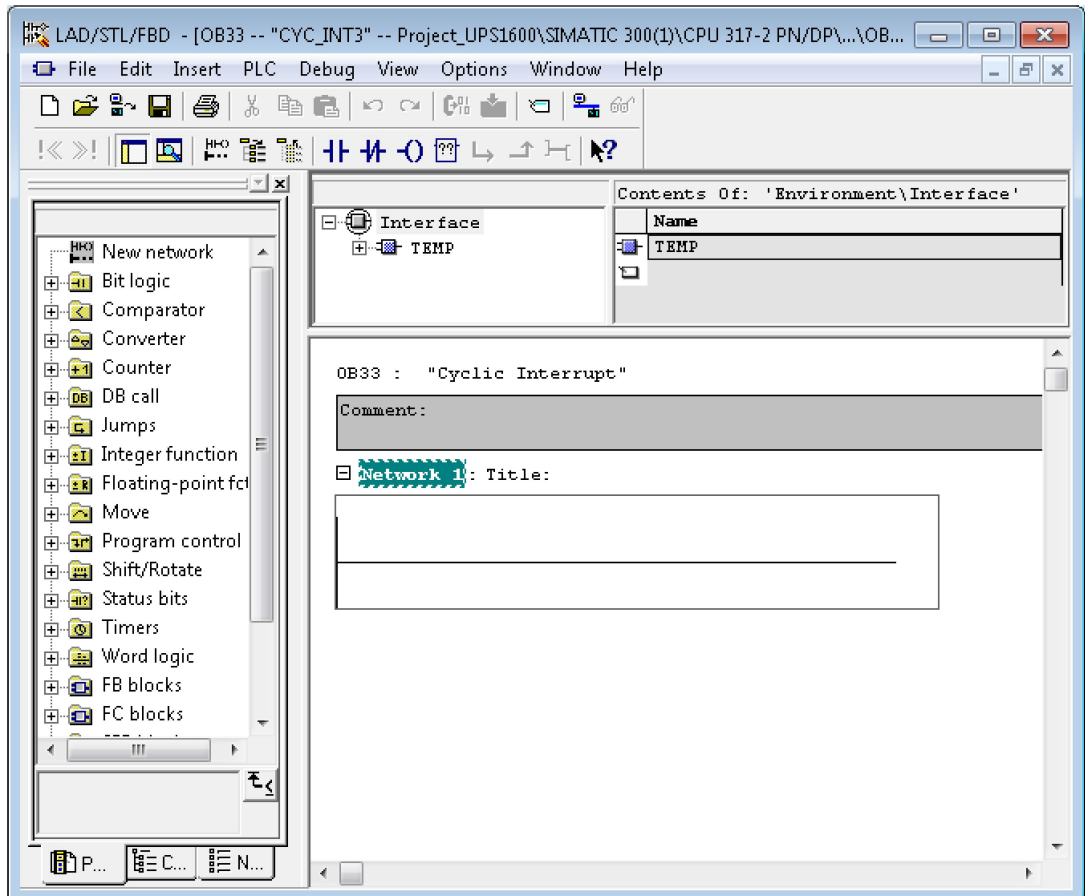 LAD/STL/FBD - [OB33 -- "CYC_INT3" -- Project_UPS1600\SIMATIC 300(1)\CPU 317-2 PN/DP\...\OB...
File Edit Insert PLC Debug View Options Window Help
Contents Of: 'Environment\Interface'
Interface
TEMP
Name
TEMP
New network
Bit logic
Comparator
Converter
Counter
DB call
Jumps
Integer function
Floating-point fct
Move
Program control
Shift/Rotate
Status bits
Timers
Word logic
FB blocks
FC blocks
P...
C...
N...
OB33 : "Cyclic Interrupt"
Comment:
Network 1: Title: